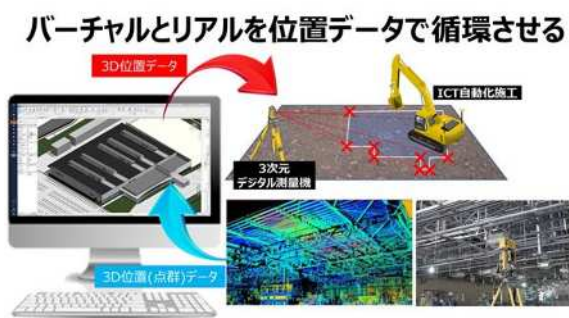 バーチャルとリアルを位置データで循環させる
3D位置データ
ICT自動化施工
3次元
デジタル測量機
3D位置(点群)データ